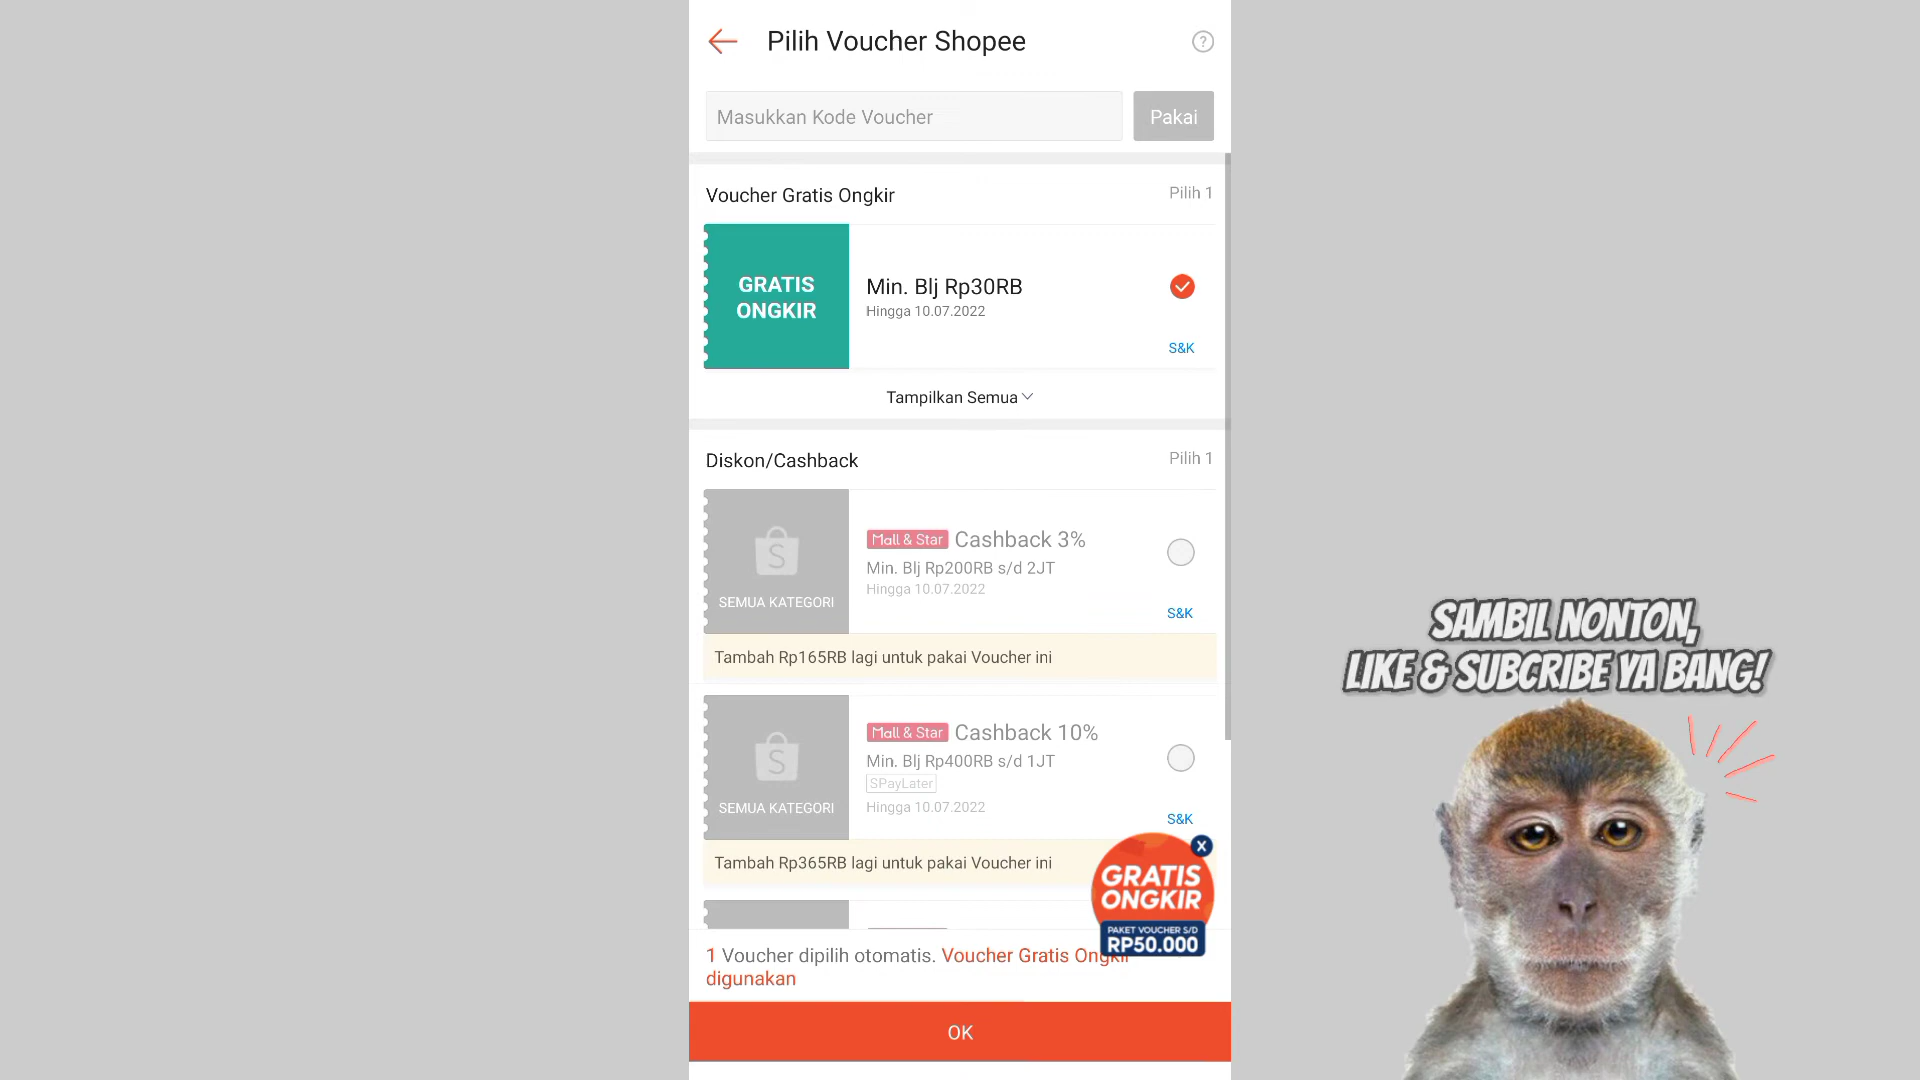 Pilih Voucher Shopee
?
Masukkan Kode Voucher
Pakai
Voucher Gratis Ongkir
Pilih 1
GRATIS
ONGKIR
Min. Blj Rp30RB
Hingga 10.07.2022
S&K
Tampilkan Semua
Diskon/Cashback
Pilih 1
S
SEMUA KATEGORI
Mall & Star Cashback 3%
Min. Blj Rp200RB s/d 2JT
Hingga 10.07.2022
S&K
Tambah Rp165RB lagi untuk pakai Voucher ini
S
SEMUA KATEGORI
Mall & Star Cashback 10%
Min. Blj Rp400RB s/d 1JT
SPayLater
Hingga 10.07.2022
S&K
Tambah Rp365RB lagi untuk pakai Voucher ini
X
GRATIS
ONGKIR
PAKET VOUCHER S/D
RP50.000
1 Voucher dipilih otomatis. Voucher Gratis Ongkir
digunakan
OK
SAMBIL NONTON,
LIKE & SUBCRIBE YA BANG!